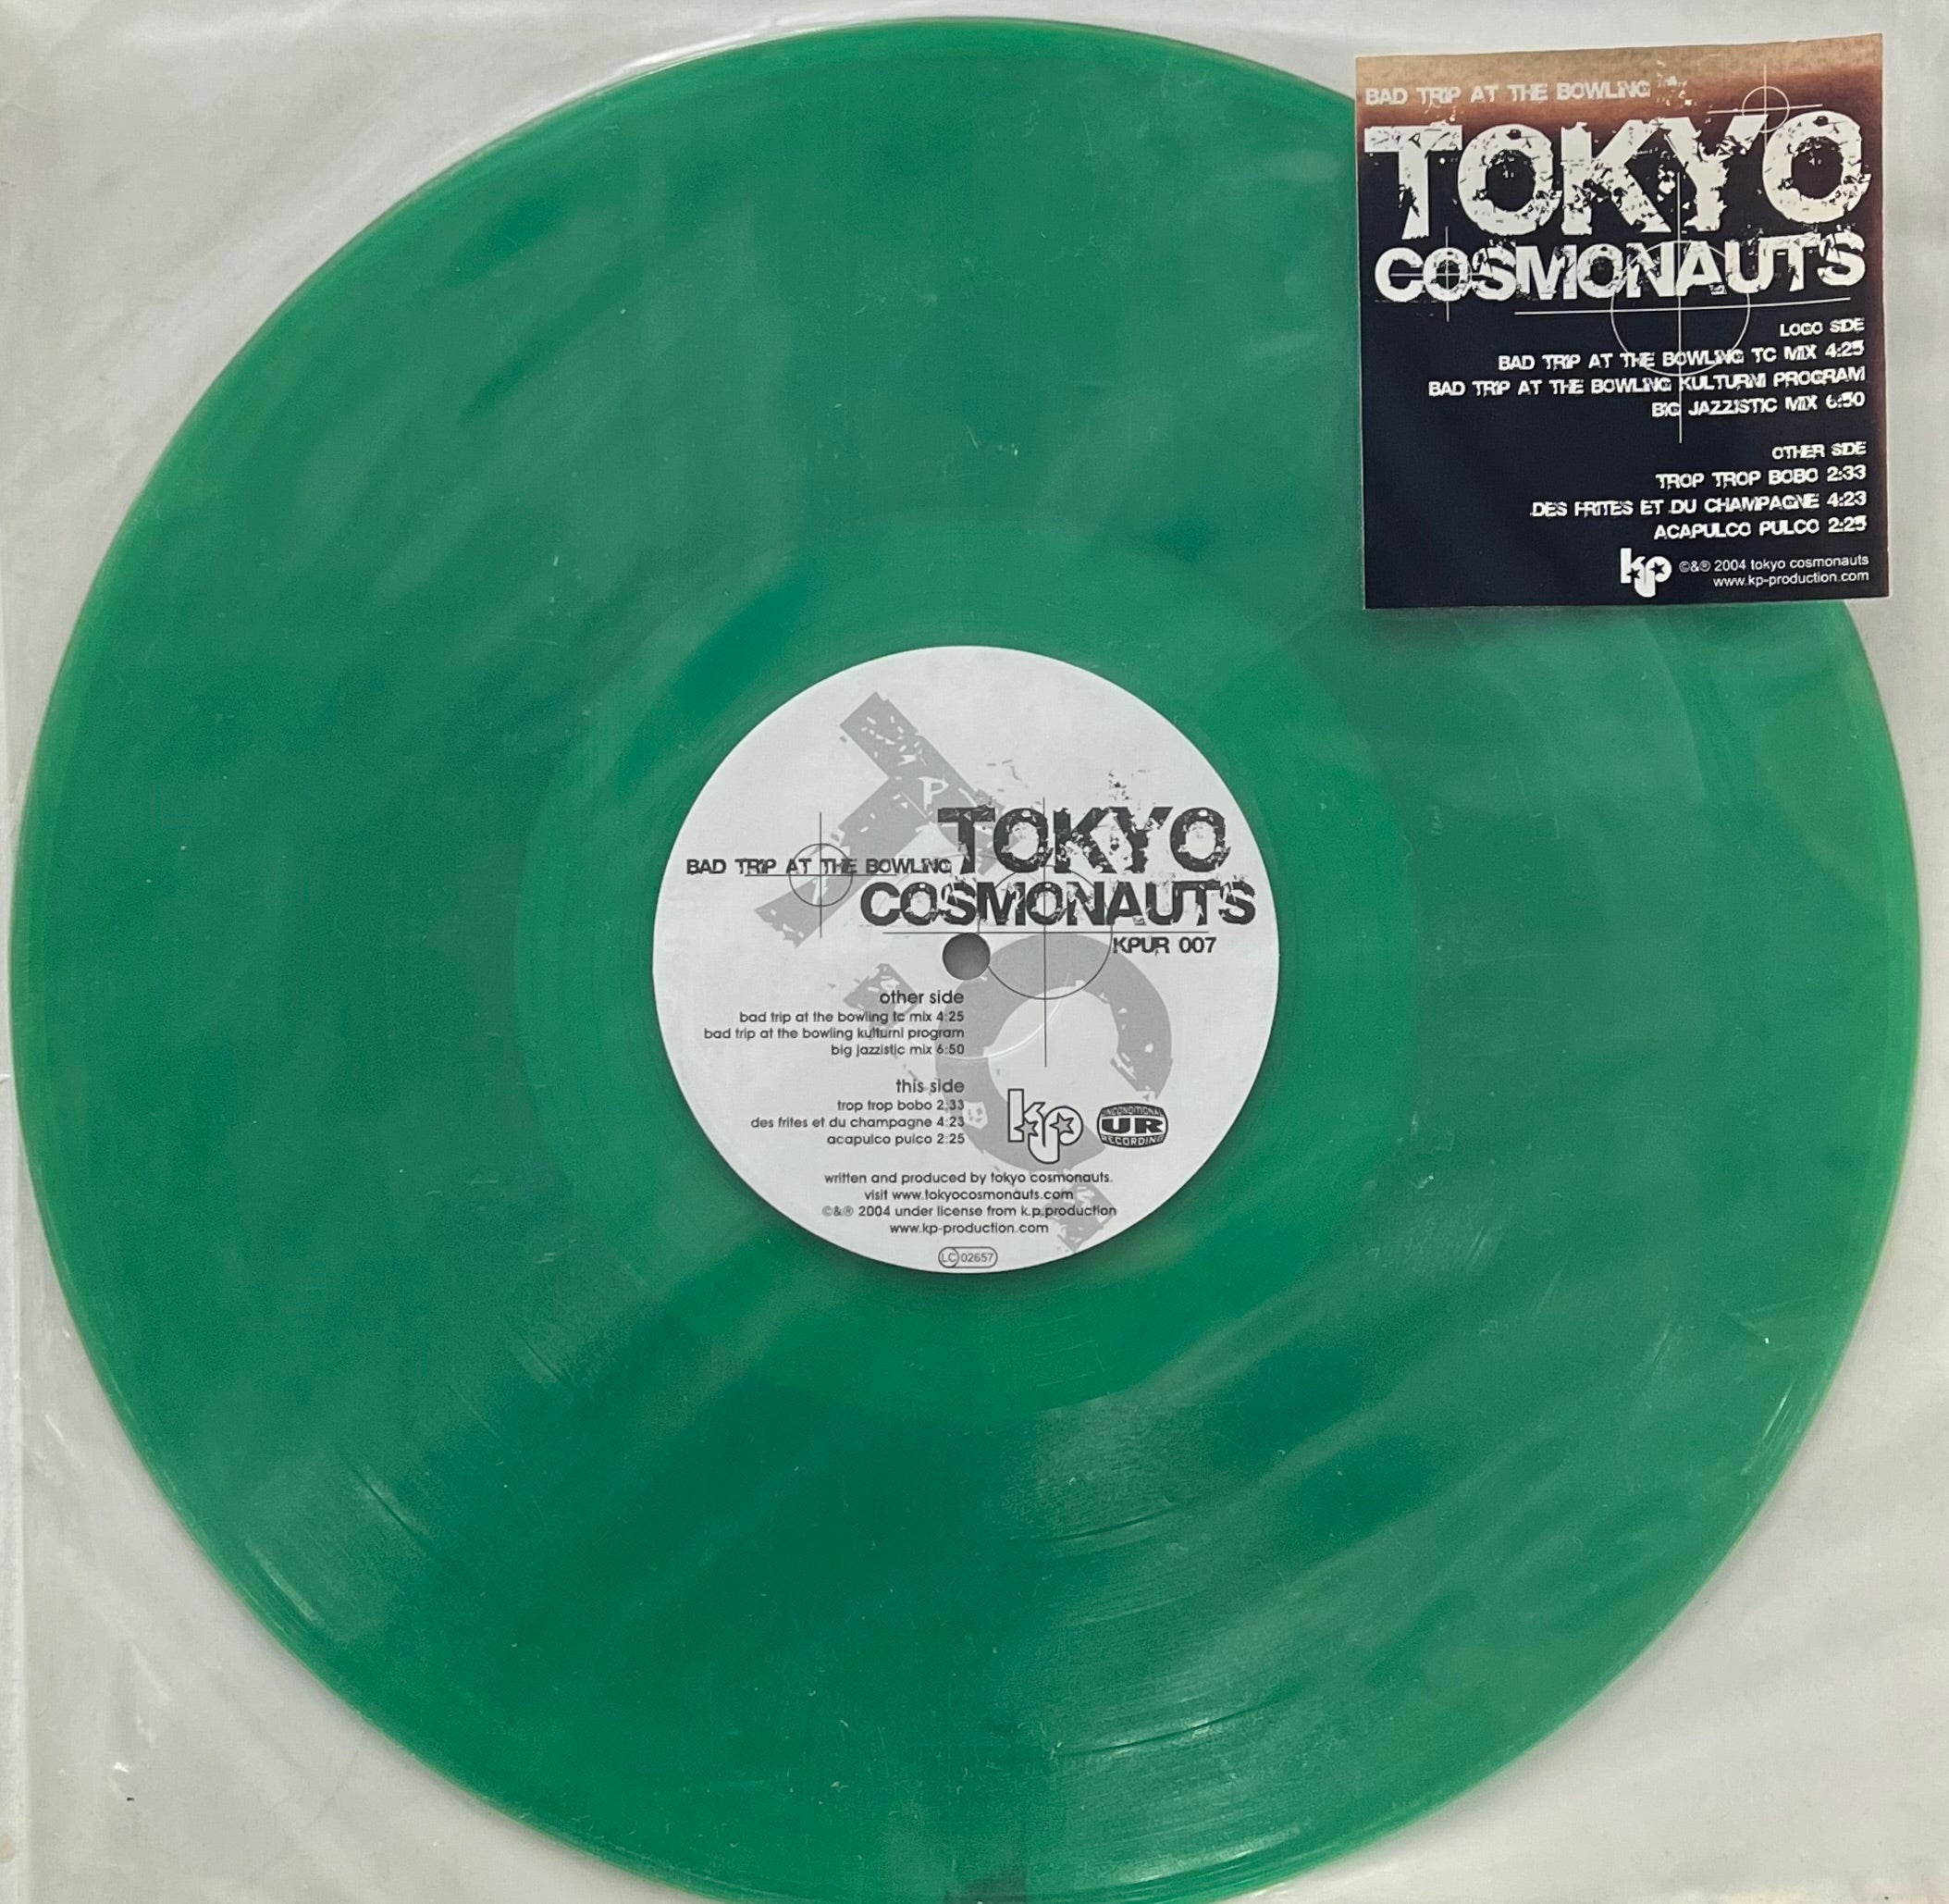 BAD TRIP AT THE BOWLING
TOKYO
COSMONAUTS
LOGO SIDE
BAD TRIP AT THE BOWLING TC MIX 4:25
BAD TRIP AT THE BOWLING KULTURNI PROGRAM
BIG JAZZISTIC MIX 6:50
OTHER SIDE
TROP TROP BOBO 2:33
DES FRITES ET DU CHAMPAGNE 4:23
ACAPULCO PULCO 2:25
kp ©&® 2004 tokyo cosmonauts
www.kp-production.com
TOKYO
BAD TRIP AT THE BOWLING
COSMONAUTS
KPUR 007
other side
bad trip at the bowling tc mix 4:25
bad trip at the bowling kulturni program
big jazzistic mix 6:50
this side
trop trop bobo 2:33
des frites et du champagne 4:23
acapulco pulco 2:25
kp
UNCONDITIONAL
UR
RECORDING
written and produced by tokyo cosmonauts.
visit www.tokyocosmonauts.com
©&® 2004 under license from k.p.production
www.kp-production.com
LC 02657